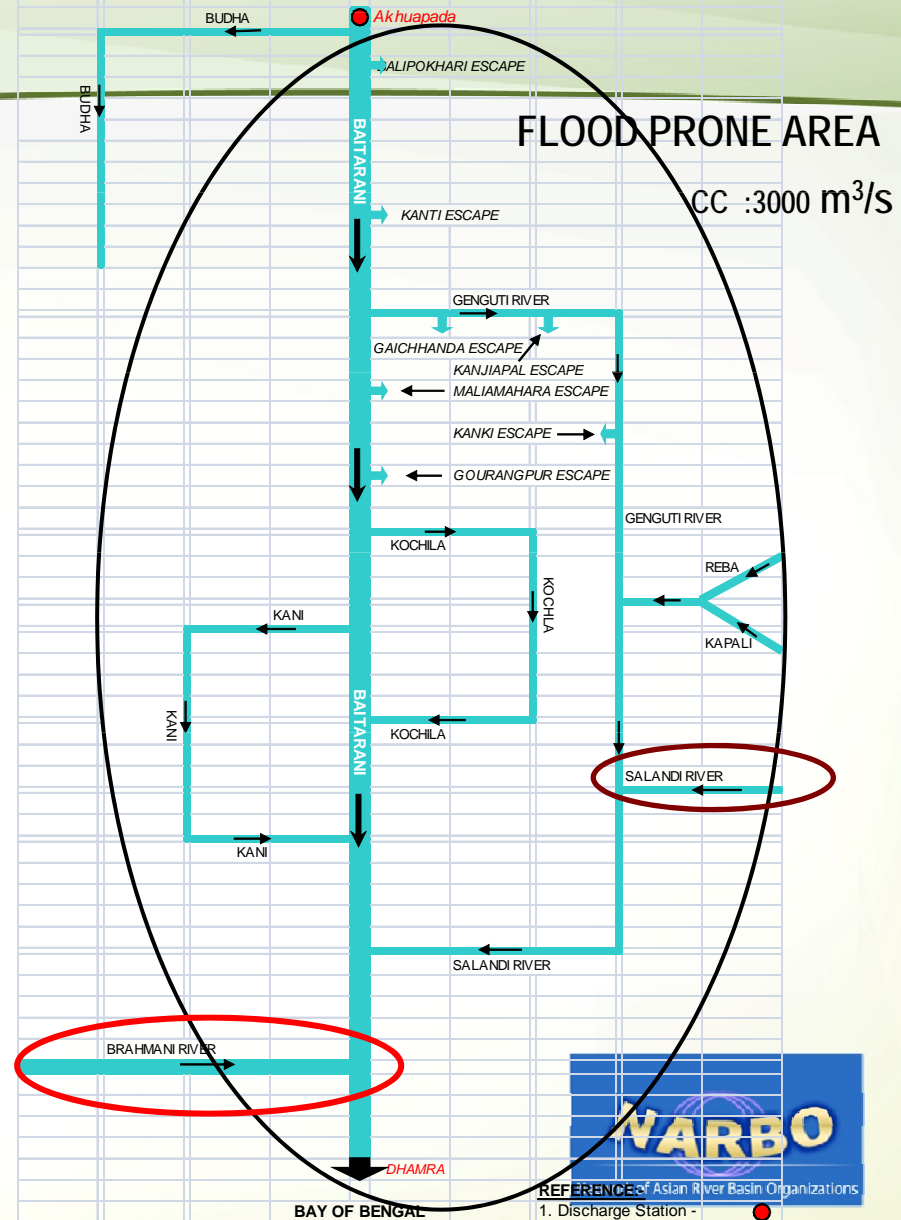 BUDHA
Akhuapada
BALIPOKHARI ESCAPE
BUDHA
BAITARANI
FLOOD PRONE AREA
CC :3000 m³/s
KANTI ESCAPE
GENGUTI RIVER
GAICHHANDA ESCAPE
KANJIAPAL ESCAPE
MALIAMAHARA ESCAPE
KANKI ESCAPE
GOURANGPUR ESCAPE
GENGUTI RIVER
KOCHILA
REBA
KOCHLA
KANI
KAPALI
KANI
BAITARANI
KOCHILA
SALANDI RIVER
KANI
SALANDI RIVER
BRAHMANI RIVER
NARBO
DHAMRA
of Asian River Basin Organizations
REFERENCE:-
BAY OF BENGAL
1. Discharge Station -